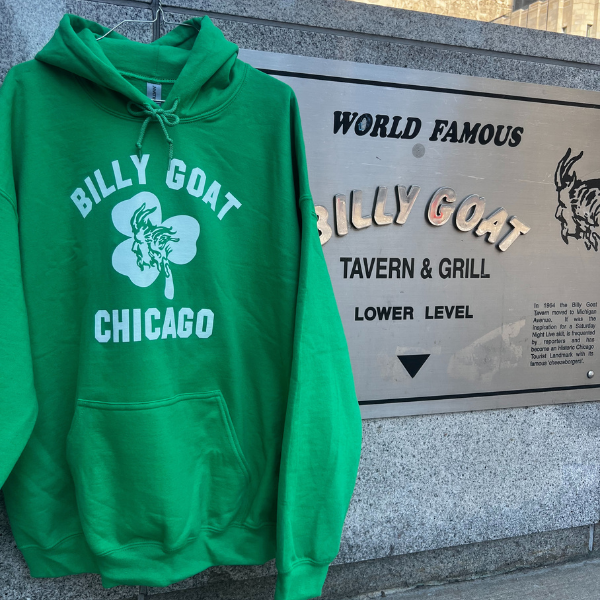 BILLY GOAT
CHICAGO
WORLD FAMOUS
BILLY GOAT
TAVERN & GRILL
LOWER LEVEL
In 1964 the Billy Goat
Tavern moved to Michigan
Avenue. It was the
inspiration for a Saturday
Night Live skit, is frequented
by reporters and has
become an Historic Chicago
Tourist Landmark with its
famous 'cheezborgers'.